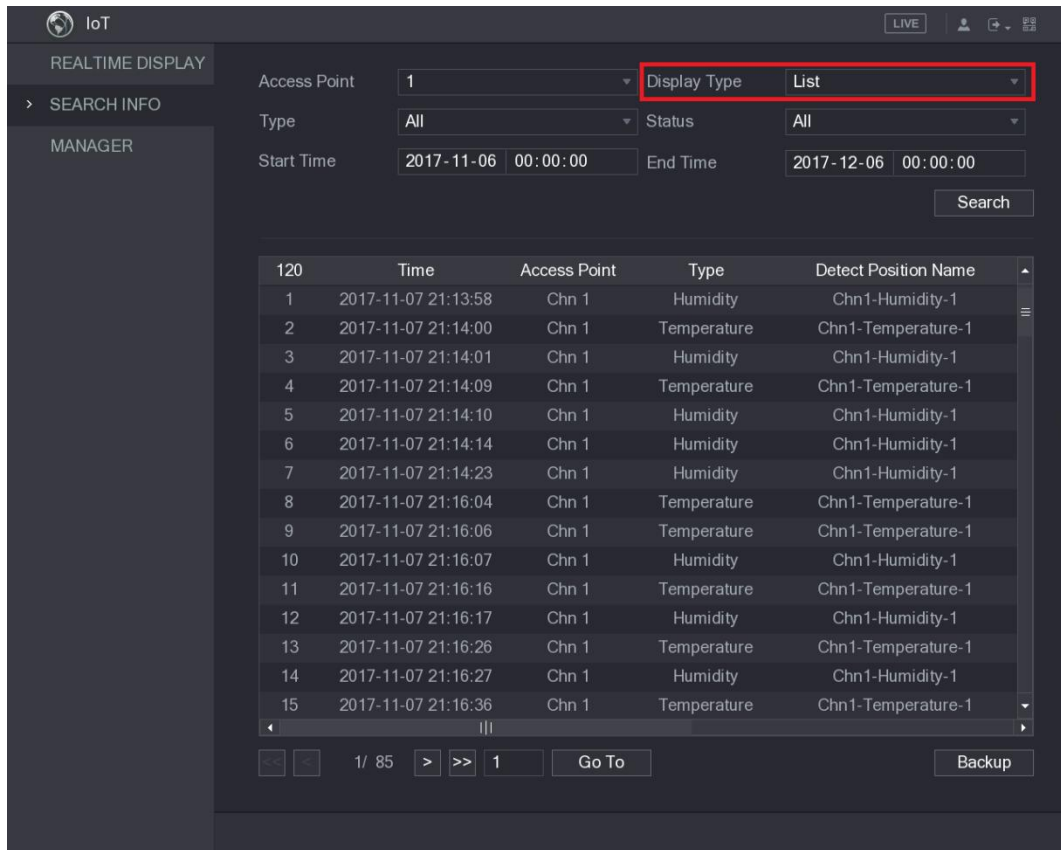 IoT LIVE
REALTIME DISPLAY
> SEARCH INFO
MANAGER
Access Point 1 Display Type List
Type All Status All
Start Time 2017-11-06 00:00:00 End Time 2017-12-06 00:00:00
Search
120 Time Access Point Type Detect Position Name
1 2017-11-07 21:13:58 Chn 1 Humidity Chn1-Humidity-1
2 2017-11-07 21:14:00 Chn 1 Temperature Chn1-Temperature-1
3 2017-11-07 21:14:01 Chn 1 Humidity Chn1-Humidity-1
4 2017-11-07 21:14:09 Chn 1 Temperature Chn1-Temperature-1
5 2017-11-07 21:14:10 Chn 1 Humidity Chn1-Humidity-1
6 2017-11-07 21:14:14 Chn 1 Humidity Chn1-Humidity-1
7 2017-11-07 21:14:23 Chn 1 Humidity Chn1-Humidity-1
8 2017-11-07 21:16:04 Chn 1 Temperature Chn1-Temperature-1
9 2017-11-07 21:16:06 Chn 1 Temperature Chn1-Temperature-1
10 2017-11-07 21:16:07 Chn 1 Humidity Chn1-Humidity-1
11 2017-11-07 21:16:16 Chn 1 Temperature Chn1-Temperature-1
12 2017-11-07 21:16:17 Chn 1 Humidity Chn1-Humidity-1
13 2017-11-07 21:16:26 Chn 1 Temperature Chn1-Temperature-1
14 2017-11-07 21:16:27 Chn 1 Humidity Chn1-Humidity-1
15 2017-11-07 21:16:36 Chn 1 Temperature Chn1-Temperature-1
<< < 1/ 85 > >> 1 Go To Backup